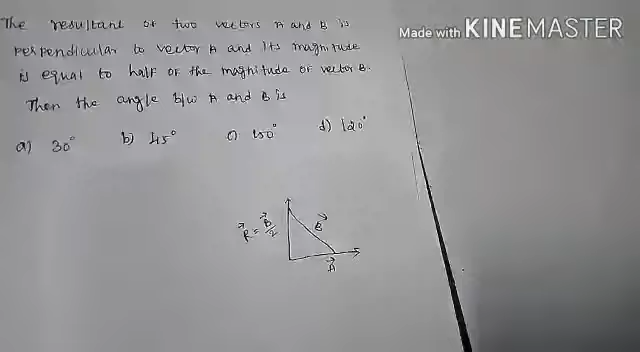 Made with KINEMASTER
The resultant of two vectors A and B is
perpendicular to vector A and its magnitude
is equal to half of the magnitude of vector B.
Then the angle b/w A and B is
a) 30° b) 45° c) 150° d) 120°
R⃗ = B⃗/2 B⃗
A⃗